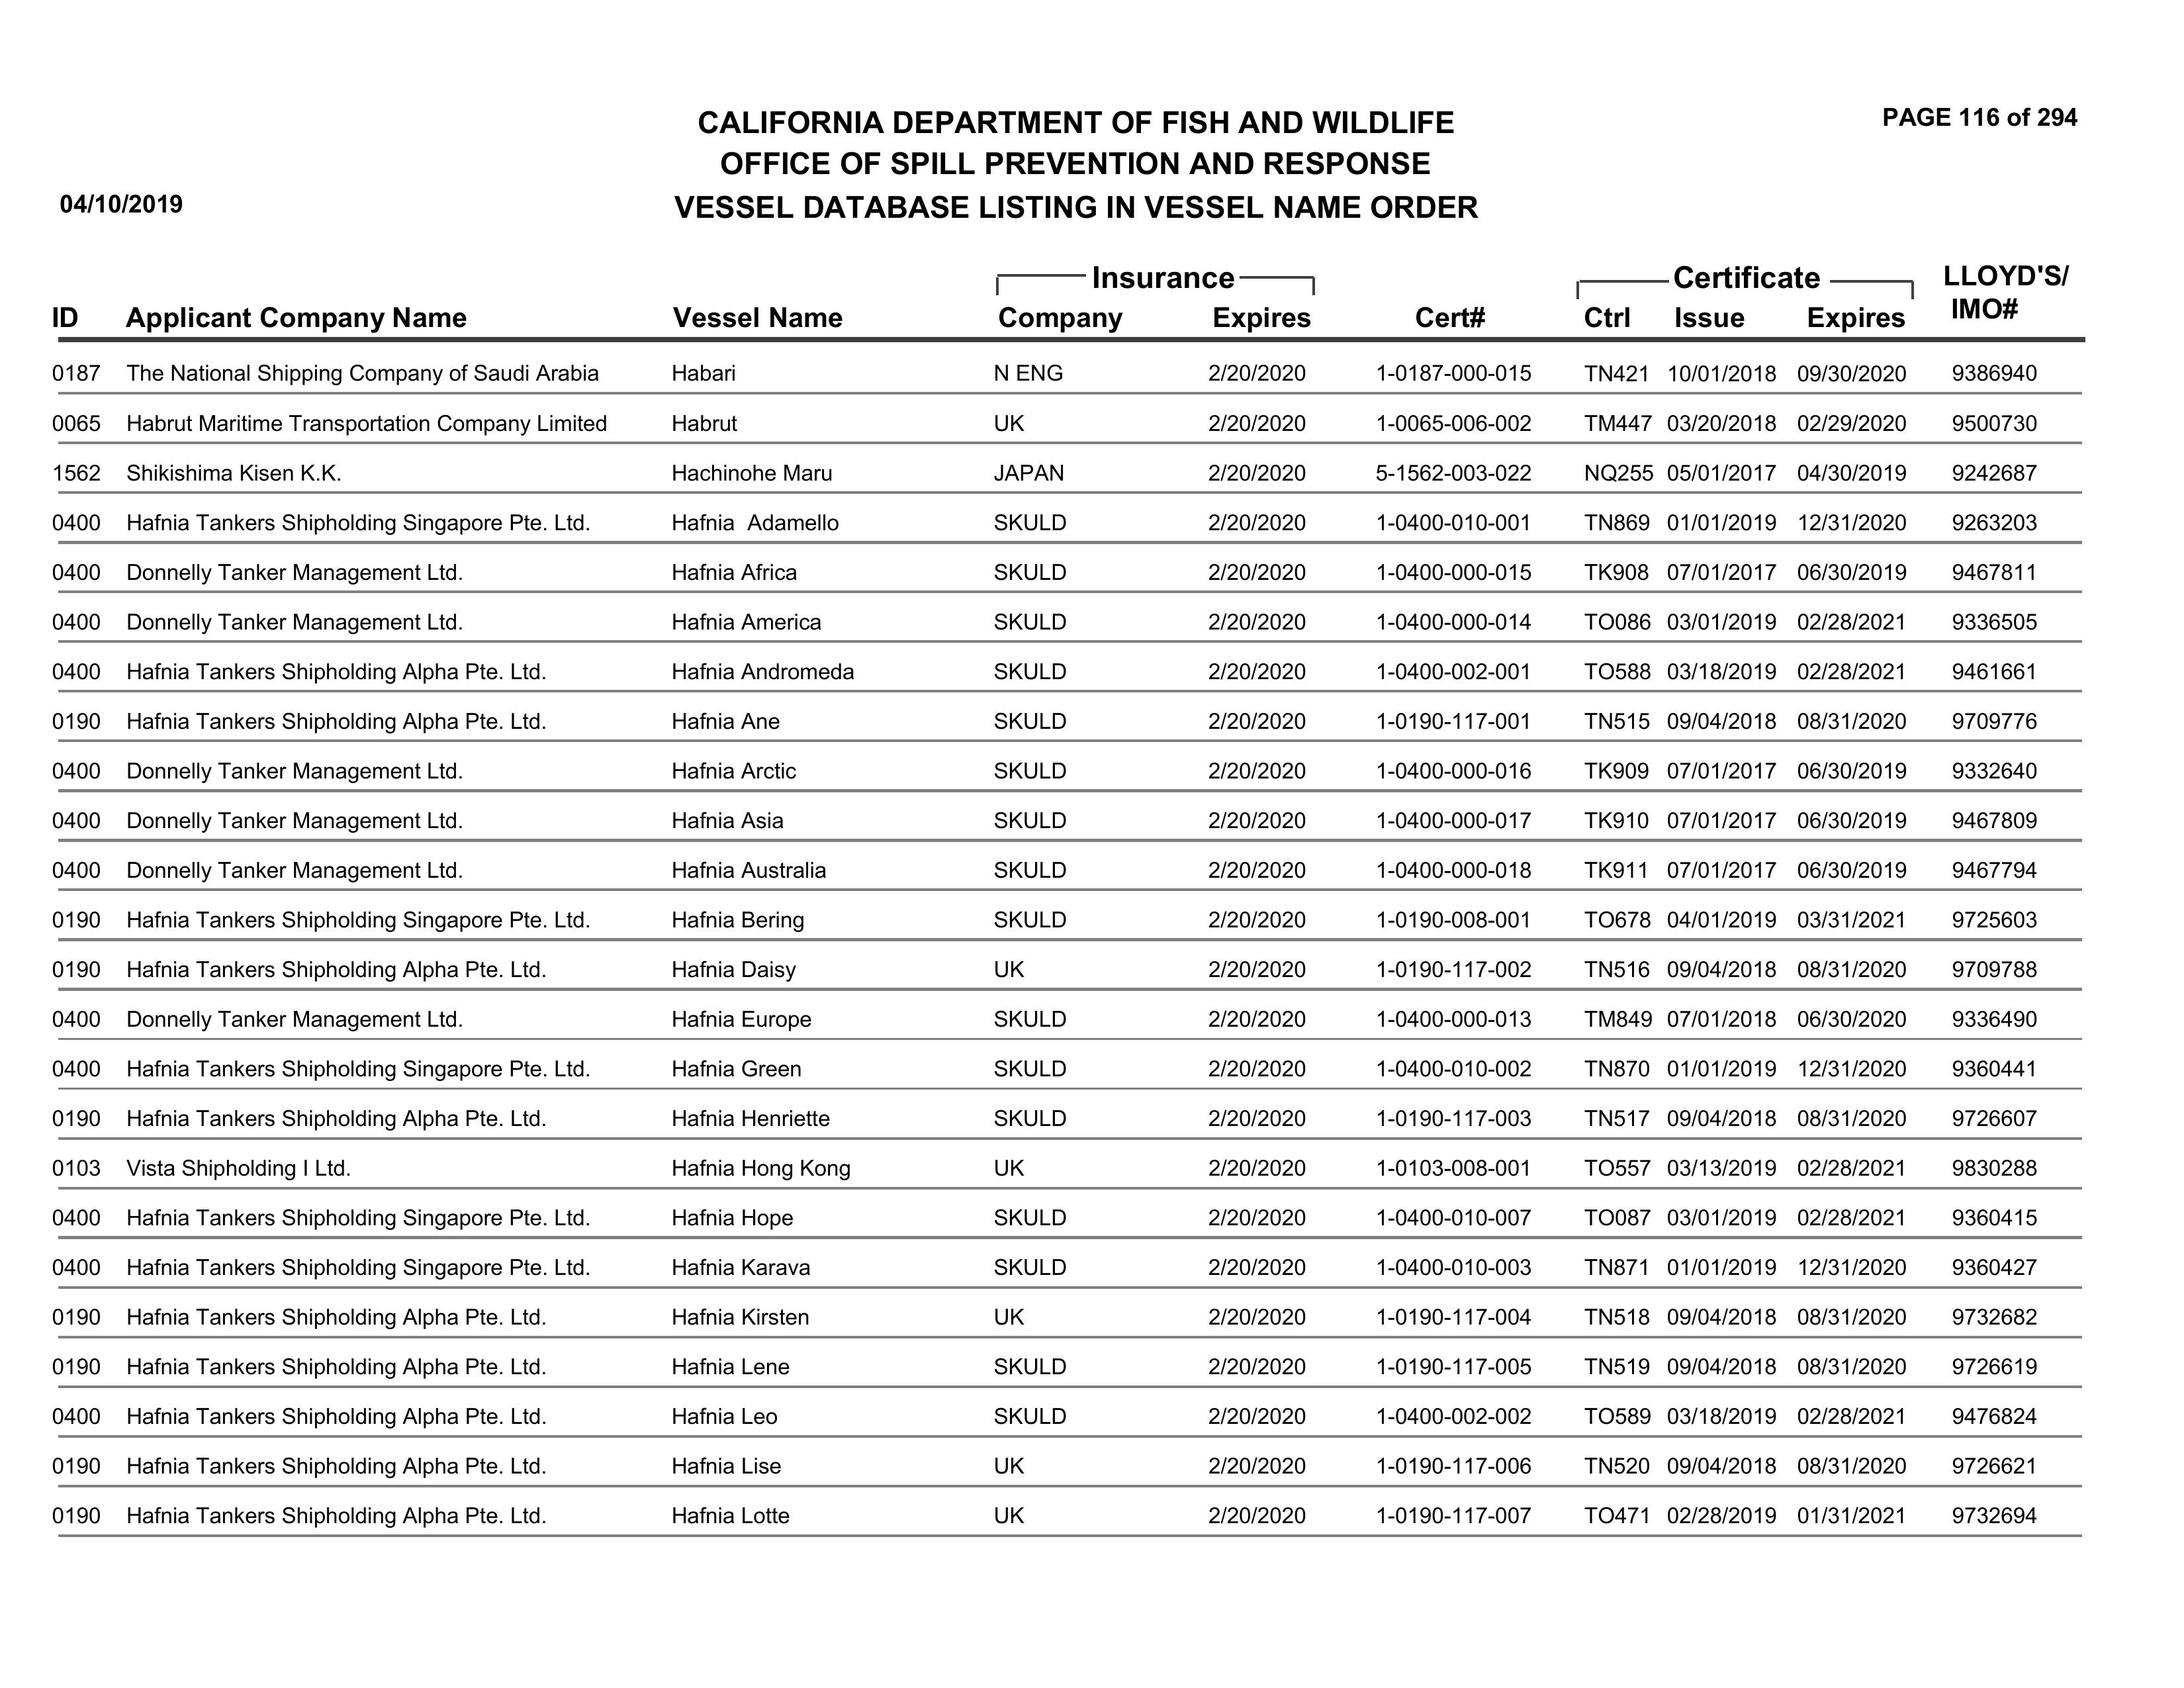 CALIFORNIA DEPARTMENT OF FISH AND WILDLIFE PAGE 116 of 294
OFFICE OF SPILL PREVENTION AND RESPONSE
04/10/2019 VESSEL DATABASE LISTING IN VESSEL NAME ORDER
Insurance Certificate LLOYD'S/
ID Applicant Company Name Vessel Name Company Expires Cert# Ctrl Issue Expires IMO#
0187 The National Shipping Company of Saudi Arabia Habari N ENG 2/20/2020 1-0187-000-015 TN421 10/01/2018 09/30/2020 9386940
0065 Habrut Maritime Transportation Company Limited Habrut UK 2/20/2020 1-0065-006-002 TM447 03/20/2018 02/29/2020 9500730
1562 Shikishima Kisen K.K. Hachinohe Maru JAPAN 2/20/2020 5-1562-003-022 NQ255 05/01/2017 04/30/2019 9242687
0400 Hafnia Tankers Shipholding Singapore Pte. Ltd. Hafnia  Adamello SKULD 2/20/2020 1-0400-010-001 TN869 01/01/2019 12/31/2020 9263203
0400 Donnelly Tanker Management Ltd. Hafnia Africa SKULD 2/20/2020 1-0400-000-015 TK908 07/01/2017 06/30/2019 9467811
0400 Donnelly Tanker Management Ltd. Hafnia America SKULD 2/20/2020 1-0400-000-014 TO086 03/01/2019 02/28/2021 9336505
0400 Hafnia Tankers Shipholding Alpha Pte. Ltd. Hafnia Andromeda SKULD 2/20/2020 1-0400-002-001 TO588 03/18/2019 02/28/2021 9461661
0190 Hafnia Tankers Shipholding Alpha Pte. Ltd. Hafnia Ane SKULD 2/20/2020 1-0190-117-001 TN515 09/04/2018 08/31/2020 9709776
0400 Donnelly Tanker Management Ltd. Hafnia Arctic SKULD 2/20/2020 1-0400-000-016 TK909 07/01/2017 06/30/2019 9332640
0400 Donnelly Tanker Management Ltd. Hafnia Asia SKULD 2/20/2020 1-0400-000-017 TK910 07/01/2017 06/30/2019 9467809
0400 Donnelly Tanker Management Ltd. Hafnia Australia SKULD 2/20/2020 1-0400-000-018 TK911 07/01/2017 06/30/2019 9467794
0190 Hafnia Tankers Shipholding Singapore Pte. Ltd. Hafnia Bering SKULD 2/20/2020 1-0190-008-001 TO678 04/01/2019 03/31/2021 9725603
0190 Hafnia Tankers Shipholding Alpha Pte. Ltd. Hafnia Daisy UK 2/20/2020 1-0190-117-002 TN516 09/04/2018 08/31/2020 9709788
0400 Donnelly Tanker Management Ltd. Hafnia Europe SKULD 2/20/2020 1-0400-000-013 TM849 07/01/2018 06/30/2020 9336490
0400 Hafnia Tankers Shipholding Singapore Pte. Ltd. Hafnia Green SKULD 2/20/2020 1-0400-010-002 TN870 01/01/2019 12/31/2020 9360441
0190 Hafnia Tankers Shipholding Alpha Pte. Ltd. Hafnia Henriette SKULD 2/20/2020 1-0190-117-003 TN517 09/04/2018 08/31/2020 9726607
0103 Vista Shipholding I Ltd. Hafnia Hong Kong UK 2/20/2020 1-0103-008-001 TO557 03/13/2019 02/28/2021 9830288
0400 Hafnia Tankers Shipholding Singapore Pte. Ltd. Hafnia Hope SKULD 2/20/2020 1-0400-010-007 TO087 03/01/2019 02/28/2021 9360415
0400 Hafnia Tankers Shipholding Singapore Pte. Ltd. Hafnia Karava SKULD 2/20/2020 1-0400-010-003 TN871 01/01/2019 12/31/2020 9360427
0190 Hafnia Tankers Shipholding Alpha Pte. Ltd. Hafnia Kirsten UK 2/20/2020 1-0190-117-004 TN518 09/04/2018 08/31/2020 9732682
0190 Hafnia Tankers Shipholding Alpha Pte. Ltd. Hafnia Lene SKULD 2/20/2020 1-0190-117-005 TN519 09/04/2018 08/31/2020 9726619
0400 Hafnia Tankers Shipholding Alpha Pte. Ltd. Hafnia Leo SKULD 2/20/2020 1-0400-002-002 TO589 03/18/2019 02/28/2021 9476824
0190 Hafnia Tankers Shipholding Alpha Pte. Ltd. Hafnia Lise UK 2/20/2020 1-0190-117-006 TN520 09/04/2018 08/31/2020 9726621
0190 Hafnia Tankers Shipholding Alpha Pte. Ltd. Hafnia Lotte UK 2/20/2020 1-0190-117-007 TO471 02/28/2019 01/31/2021 9732694